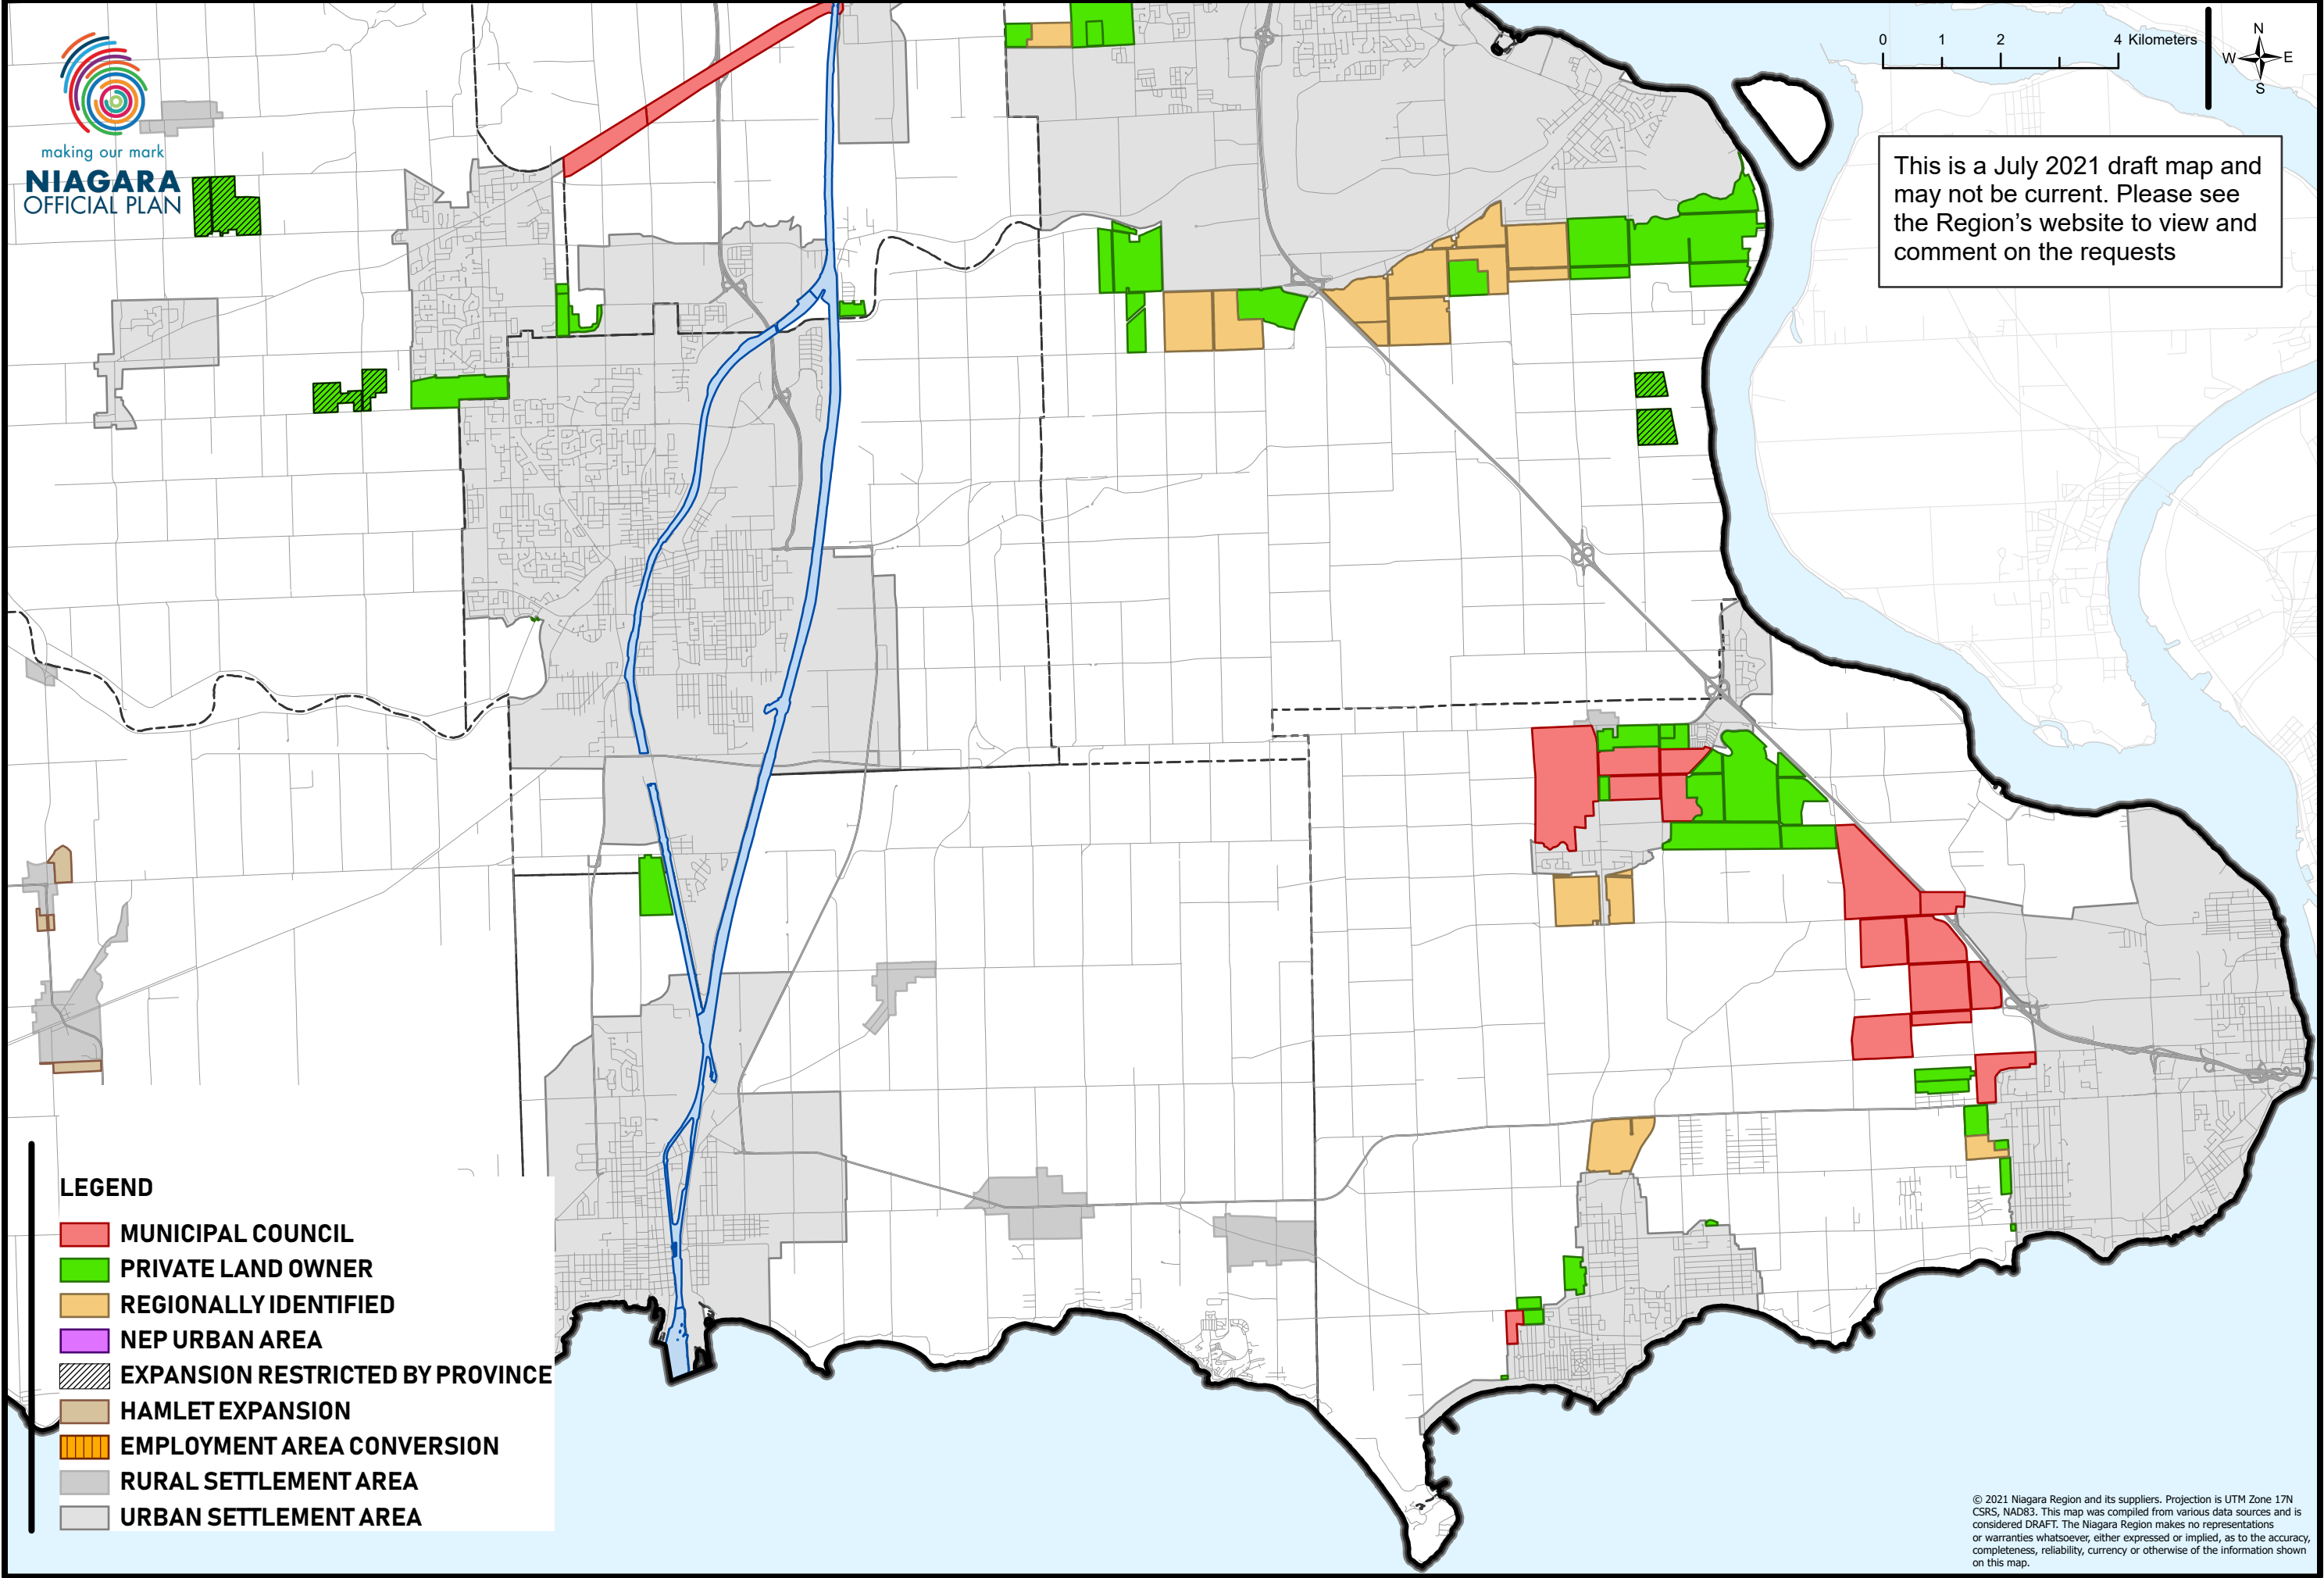 making our mark
NIAGARA
OFFICIAL PLAN
0 1 2 4 Kilometers
N
W E
S
This is a July 2021 draft map and
may not be current. Please see
the Region's website to view and
comment on the requests
LEGEND
MUNICIPAL COUNCIL
PRIVATE LAND OWNER
REGIONALLY IDENTIFIED
NEP URBAN AREA
EXPANSION RESTRICTED BY PROVINCE
HAMLET EXPANSION
EMPLOYMENT AREA CONVERSION
RURAL SETTLEMENT AREA
URBAN SETTLEMENT AREA
© 2021 Niagara Region and its suppliers. Projection is UTM Zone 17N
CSRS, NAD83. This map was compiled from various data sources and is
considered DRAFT. The Niagara Region makes no representations
or warranties whatsoever, either expressed or implied, as to the accuracy,
completeness, reliability, currency or otherwise of the information shown
on this map.